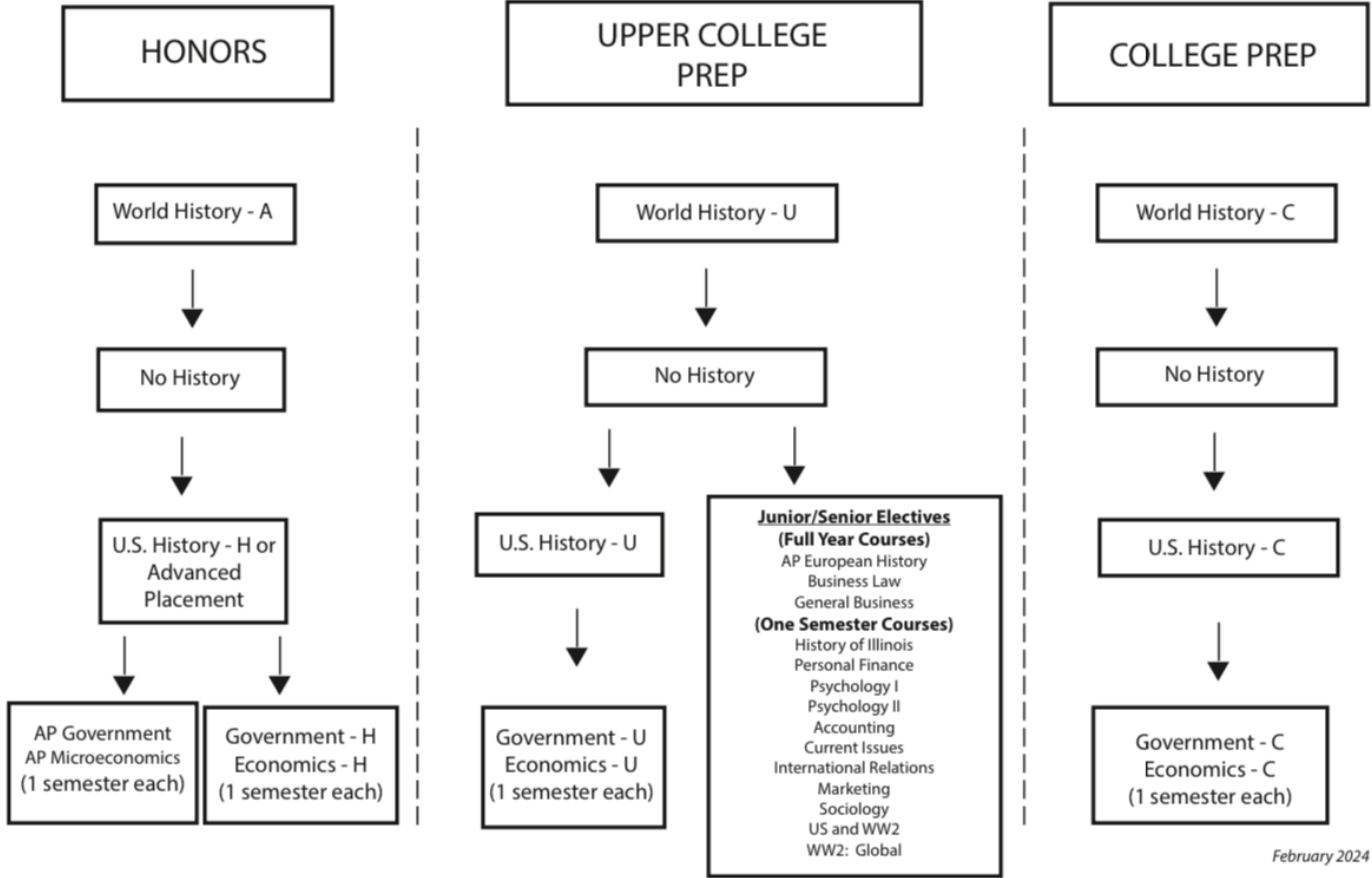 HONORS
World History - A
No History
U.S. History - H or
Advanced
Placement
AP Government
AP Microeconomics
(1 semester each)
Government - H
Economics - H
(1 semester each)
UPPER COLLEGE
PREP
World History - U
No History
U.S. History - U
Government - U
Economics - U
(1 semester each)
Junior/Senior Electives
(Full Year Courses)
AP European History
Business Law
General Business
(One Semester Courses)
History of Illinois
Personal Finance
Psychology I
Psychology II
Accounting
Current Issues
International Relations
Marketing
Sociology
US and WW2
WW2: Global
COLLEGE PREP
World History - C
No History
U.S. History - C
Government - C
Economics - C
(1 semester each)
February 2024